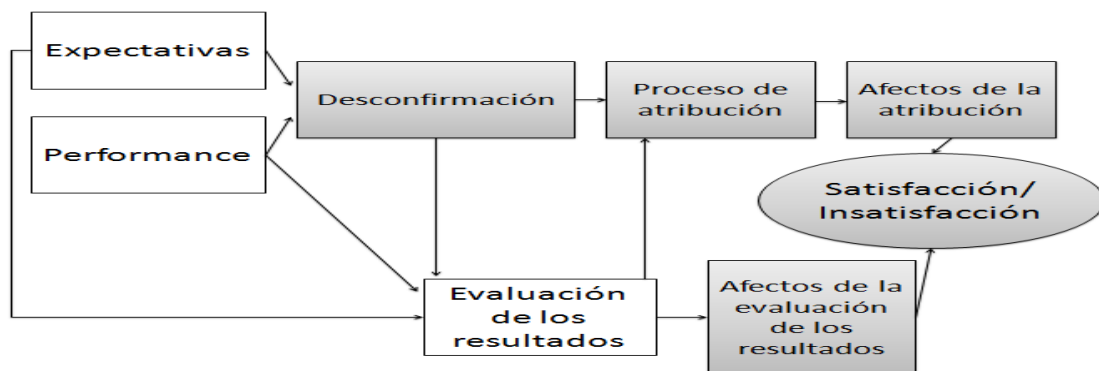 Expectativas
Performance
Desconfirmación
Proceso de
atribución
Afectos de la
atribución
Satisfacción/
Insatisfacción
Evaluación
de los
resultados
Afectos de la
evaluación
de los
resultados